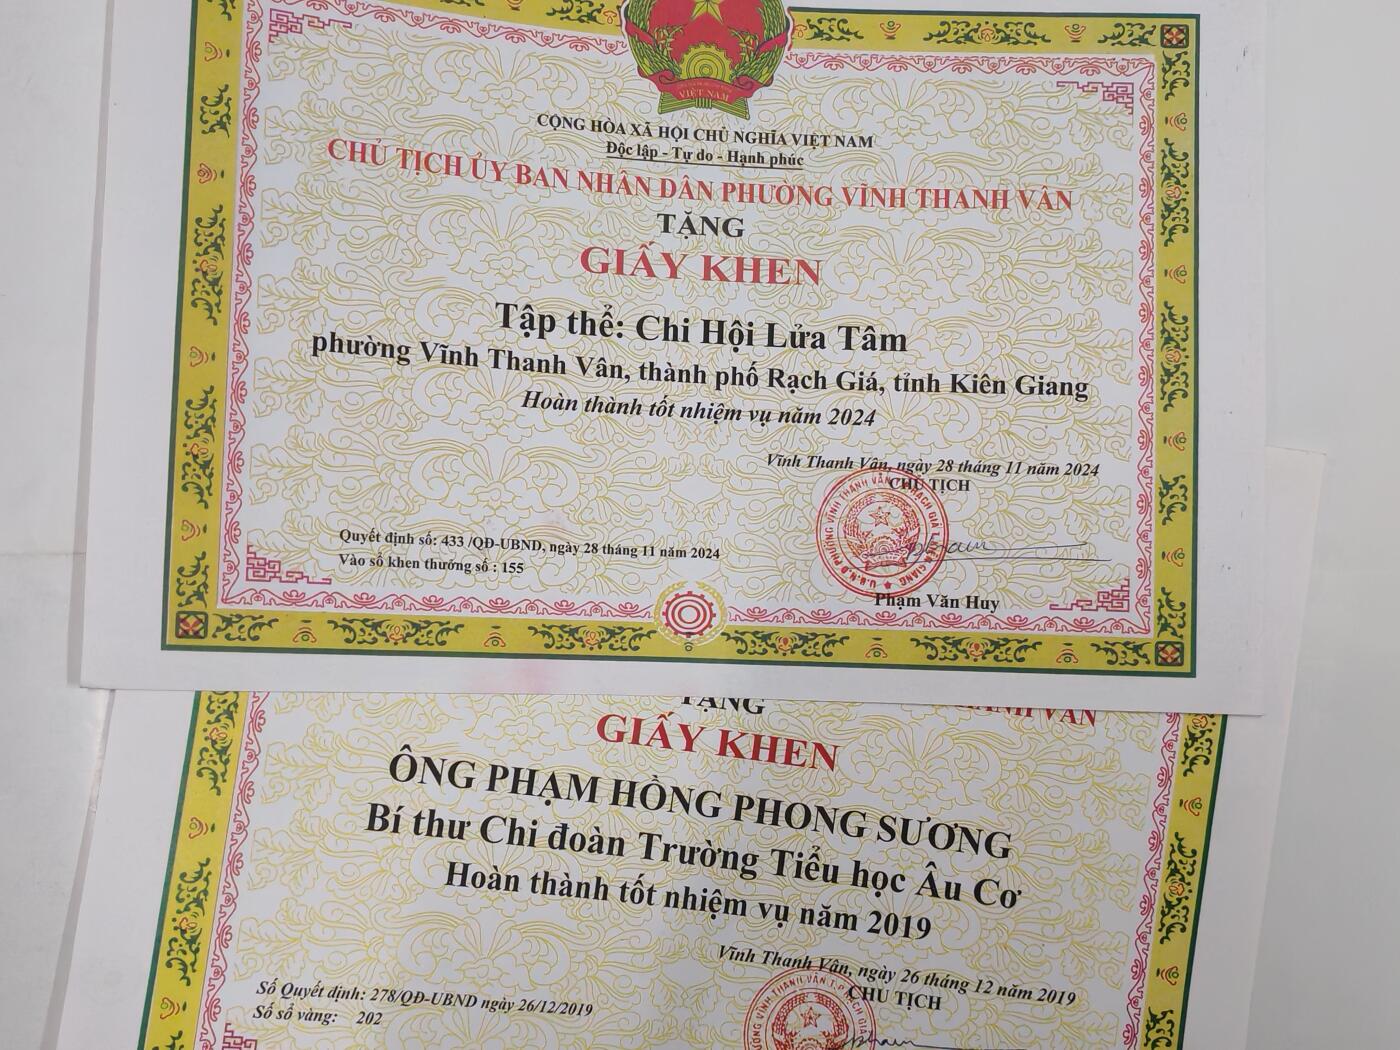 VIỆT NAM
CỘNG HÒA XÃ HỘI CHỦ NGHĨA VIỆT NAM
Độc lập - Tự do - Hạnh phúc
CHỦ TỊCH ỦY BAN NHÂN DÂN PHƯỜNG VĨNH THANH VÂN
TẶNG
GIẤY KHEN
Tập thể: Chi Hội Lửa Tâm
phường Vĩnh Thanh Vân, thành phố Rạch Giá, tỉnh Kiên Giang
Hoàn thành tốt nhiệm vụ năm 2024
Vĩnh Thanh Vân, ngày 28 tháng 11 năm 2024
CHỦ TỊCH
Quyết định số: 433 /QĐ-UBND, ngày 28 tháng 11 năm 2024
Vào sổ khen thưởng số : 155
Phạm Văn Huy
TẶNG
THANH VÂN
GIẤY KHEN
ÔNG PHẠM HỒNG PHONG SƯƠNG
Bí thư Chi đoàn Trường Tiểu học Âu Cơ
Hoàn thành tốt nhiệm vụ năm 2019
Vĩnh Thanh Vân, ngày 26 tháng 12 năm 2019
CHỦ TỊCH
Số Quyết định: 278/QĐ-UBND ngày 26/12/2019
Số sổ vàng: 202